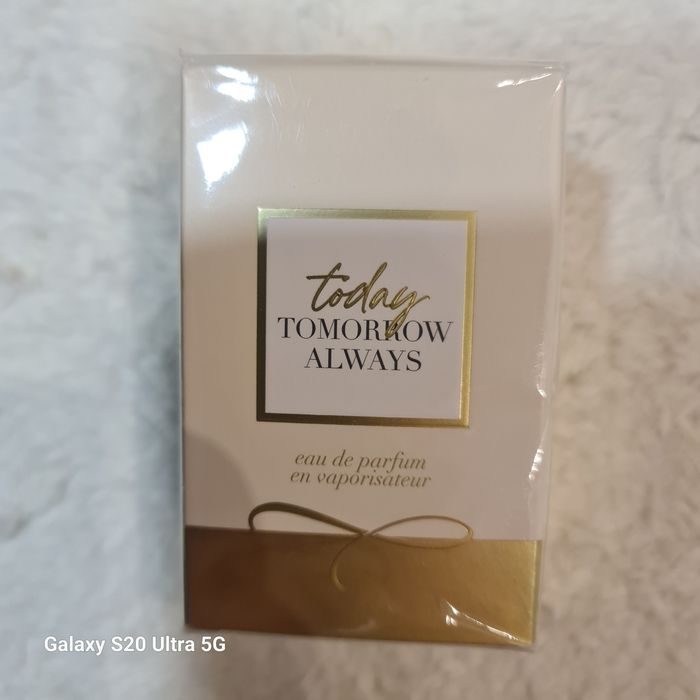 today
TOMORROW
ALWAYS
eau de parfum
en vaporisateur
Galaxy S20 Ultra 5G